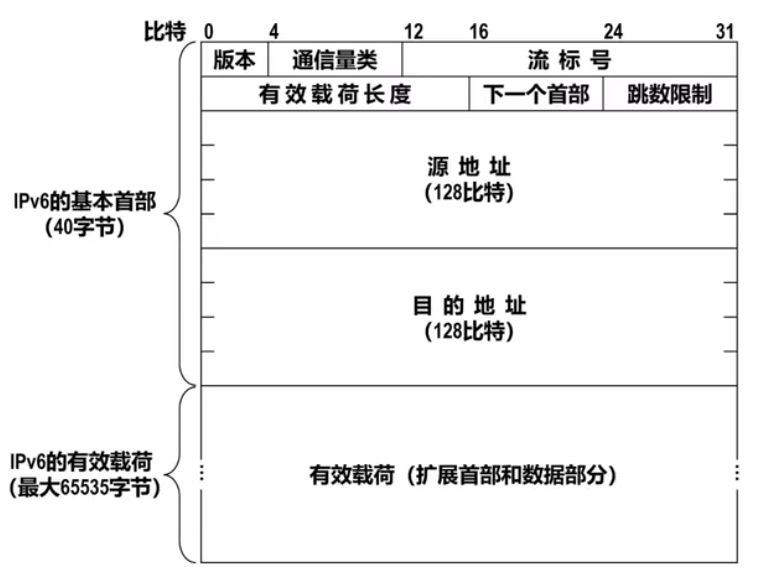 比特 0 4 12 16 24 31
版本 通信量类 流标号
有效载荷长度 下一个首部 跳数限制
源地址
(128比特)
IPv6的基本首部
(40字节)
目的地址
(128比特)
IPv6的有效载荷
(最大65535字节)
有效载荷（扩展首部和数据部分）